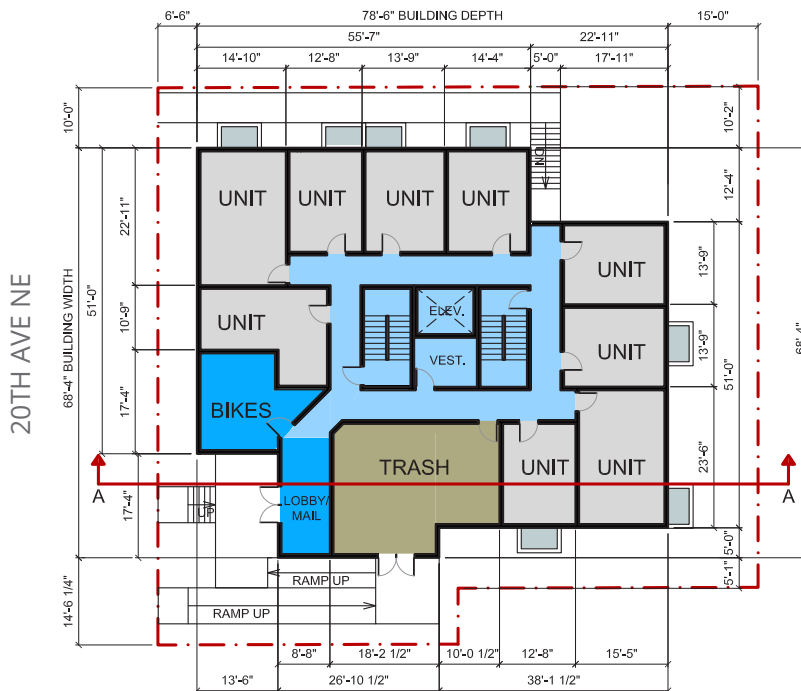 6'-6"
78'-6" BUILDING DEPTH
15'-0"
55'-7"
22'-11"
14'-10"
12'-8"
13'-9"
14'-4"
5'-0"
17'-11"
10'-0"
10'-2"
DN
12'-4"
22'-11"
UNIT
UNIT
UNIT
UNIT
20TH AVE NE
68'-4" BUILDING WIDTH
51'-0"
UNIT
13'-9"
10'-9"
UNIT
ELEV.
VEST.
UNIT
13'-9"
51'-0"
68'-4"
17'-4"
BIKES
TRASH
UNIT
UNIT
23'-6"
A
A
LOBBY/
MAIL
UP
17'-4"
5'-0"
5'-1"
RAMP UP
RAMP UP
14'-6 1/4"
8'-8"
18'-2 1/2"
10'-0 1/2"
12'-8"
15'-5"
13'-6"
26'-10 1/2"
38'-1 1/2"